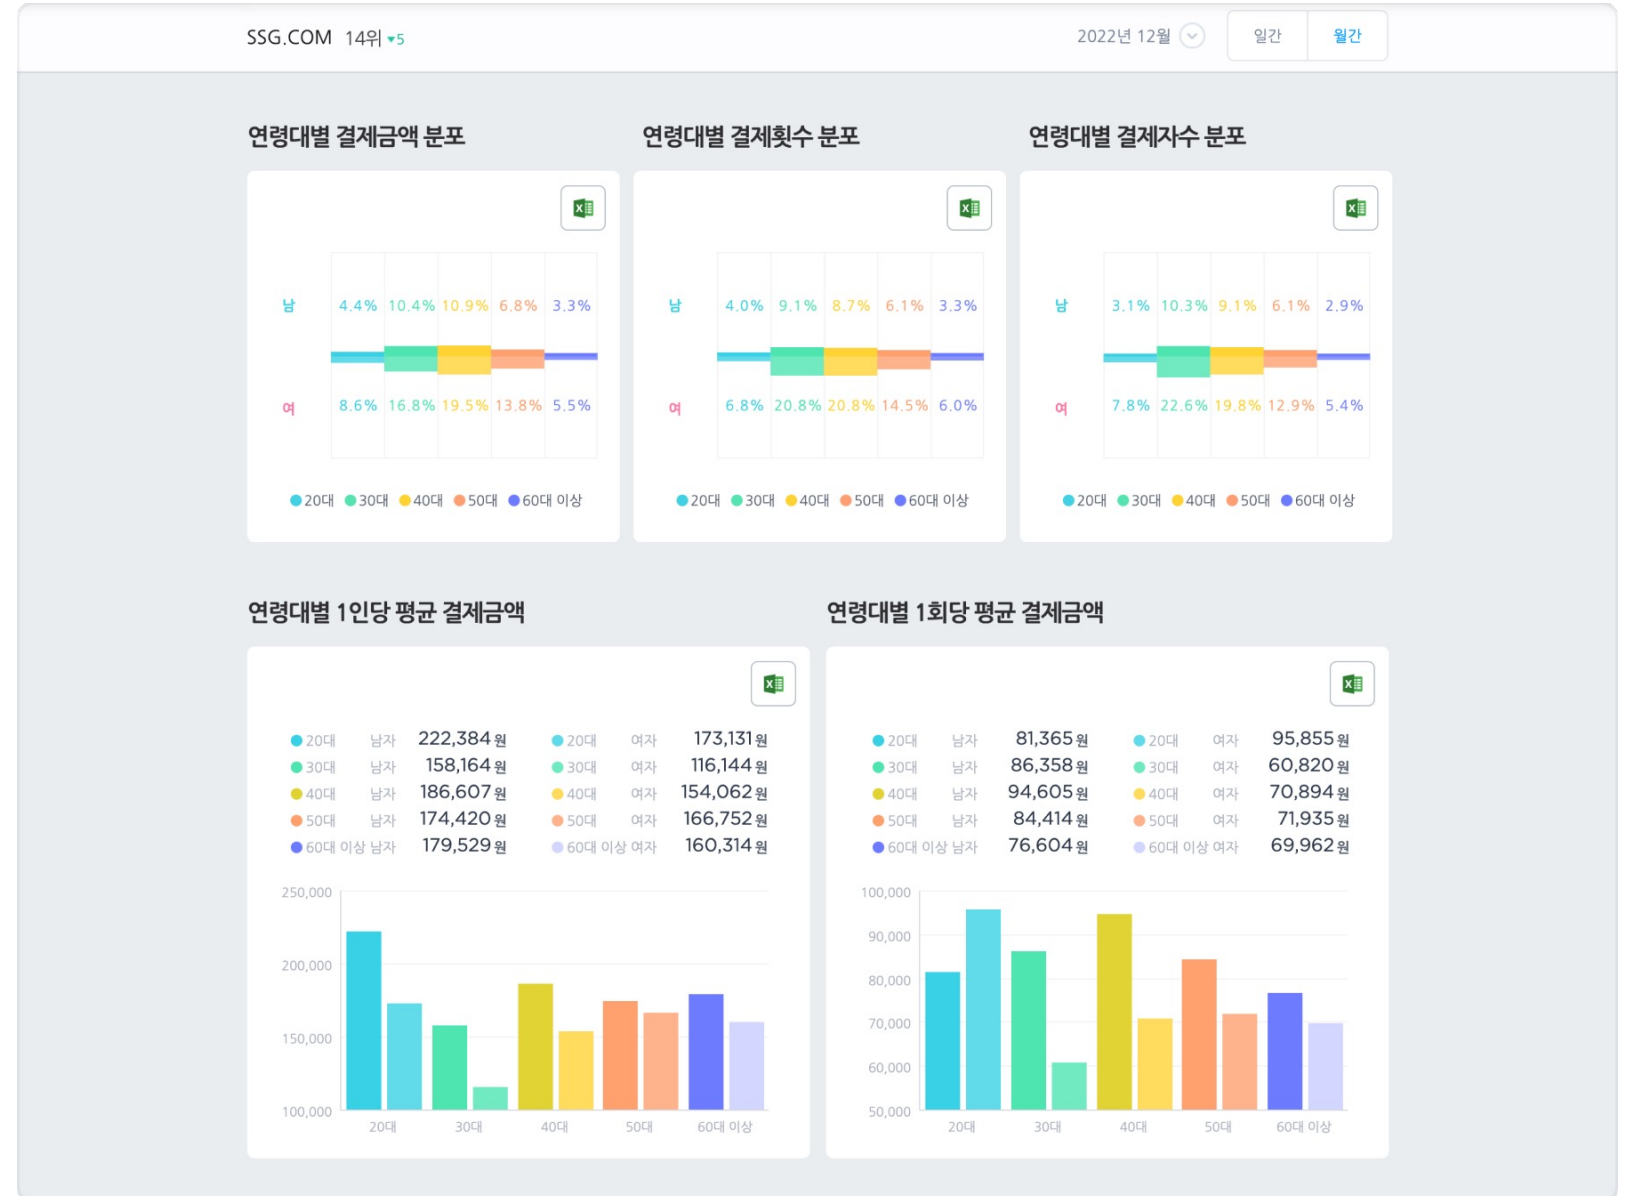 SSG.COM 14위 ▾5 2022년 12월 일간 월간
연령대별 결제금액 분포 연령대별 결제횟수 분포 연령대별 결제자수 분포
남 4.4% 10.4% 10.9% 6.8% 3.3% 남 4.0% 9.1% 8.7% 6.1% 3.3% 남 3.1% 10.3% 9.1% 6.1% 2.9%
여 8.6% 16.8% 19.5% 13.8% 5.5% 여 6.8% 20.8% 20.8% 14.5% 6.0% 여 7.8% 22.6% 19.8% 12.9% 5.4%
20대 30대 40대 50대 60대 이상 20대 30대 40대 50대 60대 이상 20대 30대 40대 50대 60대 이상
연령대별 1인당 평균 결제금액
20대 남자 222,384원 20대 여자 173,131원
30대 남자 158,164원 30대 여자 116,144원
40대 남자 186,607원 40대 여자 154,062원
50대 남자 174,420원 50대 여자 166,752원
60대 이상 남자 179,529원 60대 이상 여자 160,314원
250,000
200,000
150,000
100,000
20대 30대 40대 50대 60대 이상
연령대별 1회당 평균 결제금액
20대 남자 81,365원 20대 여자 95,855원
30대 남자 86,358원 30대 여자 60,820원
40대 남자 94,605원 40대 여자 70,894원
50대 남자 84,414원 50대 여자 71,935원
60대 이상 남자 76,604원 60대 이상 여자 69,962원
100,000
90,000
80,000
70,000
60,000
50,000
20대 30대 40대 50대 60대 이상